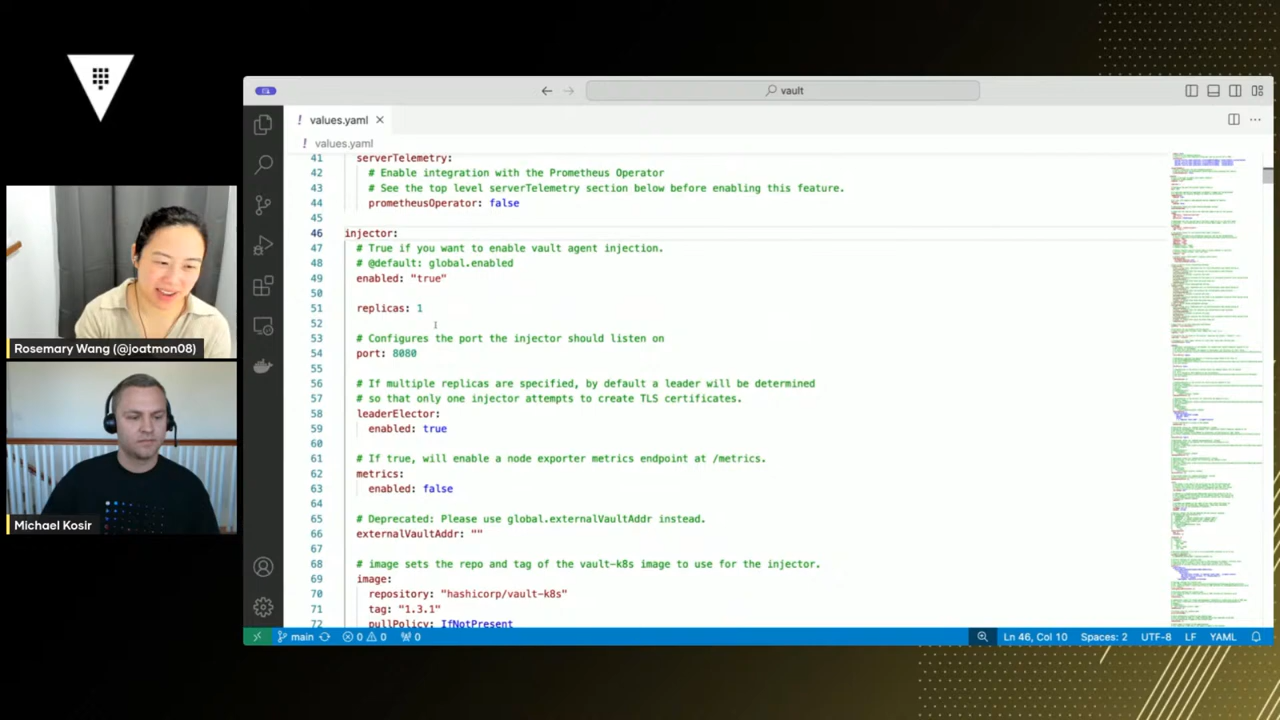 vault
values.yaml
values.yaml
41 serverTelemetry:
42 # Enable integration with the Prometheus Operator
43 # See the top level serverTelemetry section below before enabling this feature.
44 prometheusOperator: false
45
46 injector:
47 # True if you want to enable vault agent injection.
48 # @default: global.enabled
49 enabled: "true"
50
51 replicas: 1
52
53 # Configures the port the injector should listen on
54 port: 8080
55
56 # If multiple replicas are specified, by default a leader will be determined
57 # so that only one injector attempts to create TLS certificates.
58 leaderElector:
59 enabled: true
60
61 # If true, will enable a node exporter metrics endpoint at /metrics.
62 metrics:
63 enabled: false
64
65 # Deprecated: Please use global.externalVaultAddr instead.
66 externalVaultAddr: ""
67
68 # image sets the repo and tag of the vault-k8s image to use for the injector.
69 image:
70 repository: "hashicorp/vault-k8s"
71 tag: "1.3.1"
72 pullPolicy: IfNotPresent
Rosemary Wang (@joatmon08)
Michael Kosir
main 0 0 0 Ln 46, Col 10 Spaces: 2 UTF-8 LF YAML